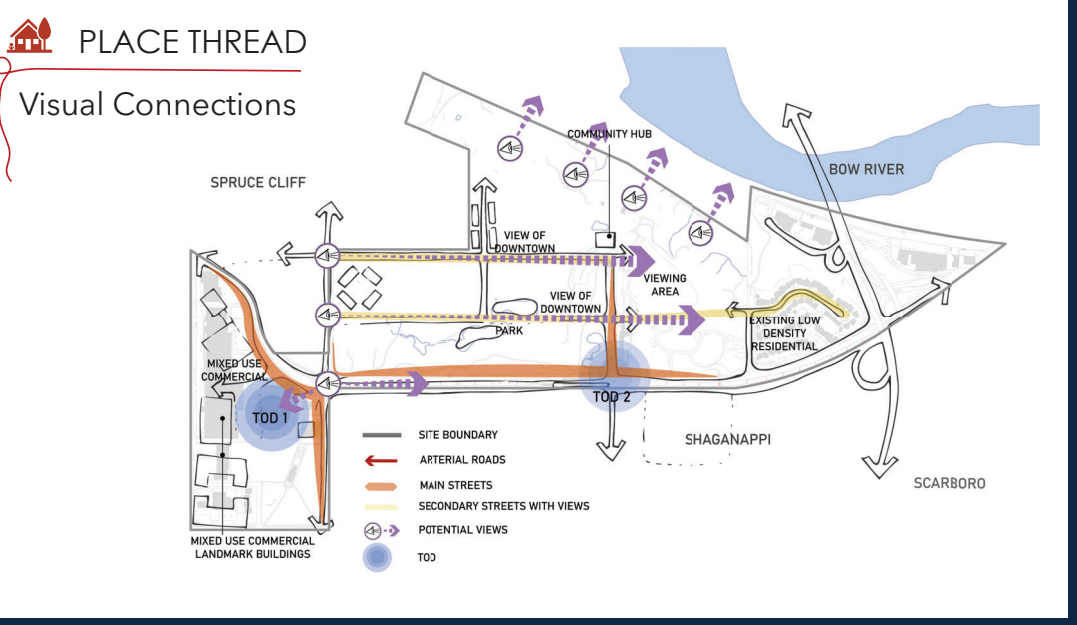 PLACE THREAD
Visual Connections
COMMUNITY HUB
BOW RIVER
SPRUCE CLIFF
VIEW OF
DOWNTOWN
VIEWING
AREA
VIEW OF
DOWNTOWN
PARK
EXISTING LOW
DENSITY
RESIDENTIAL
MIXED USE
COMMERCIAL
TOD 1
TOD 2
SHAGANAPPI
SCARBORO
MIXED USE COMMERCIAL
LANDMARK BUILDINGS
SITE BOUNDARY
ARTERIAL ROADS
MAIN STREETS
SECONDARY STREETS WITH VIEWS
POTENTIAL VIEWS
TOD